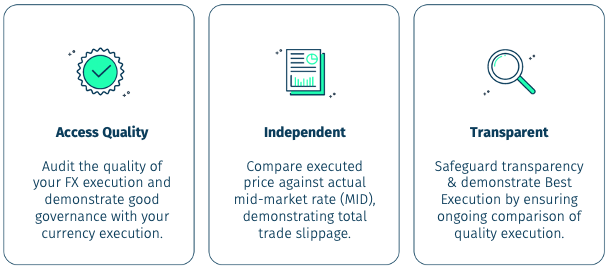 Access Quality
Audit the quality of
your FX execution and
demonstrate good
governance with your
currency execution.
Independent
Compare executed
price against actual
mid-market rate (MID),
demonstrating total
trade slippage.
Transparent
Safeguard transparency
& demonstrate Best
Execution by ensuring
ongoing comparison of
quality execution.